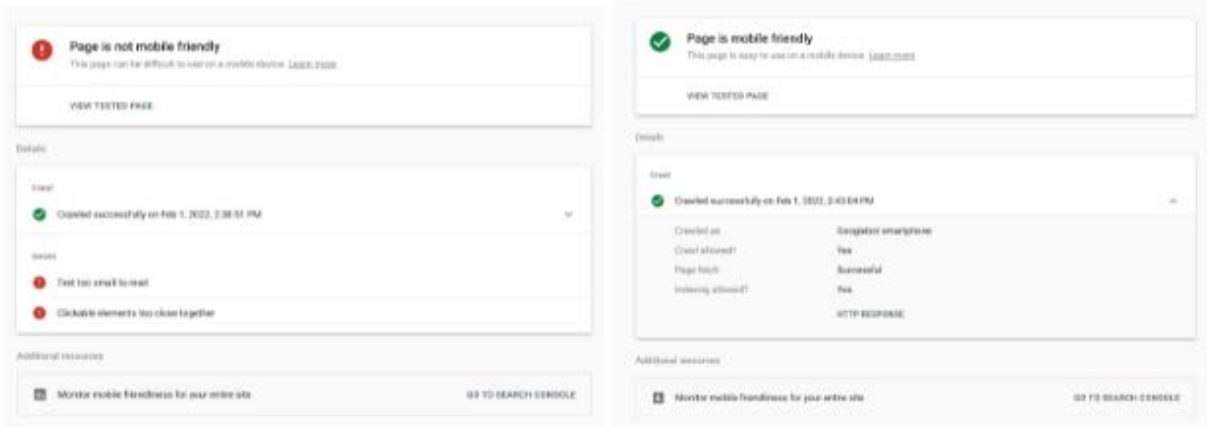 Page is not mobile friendly
This page can be difficult to use on a mobile device. Learn more
VIEW TESTED PAGE
Details
Crawl
Crawled successfully on Feb 1, 2022, 2:38:51 PM
Issues
Text too small to read
Clickable elements too close together
Additional resources
Monitor mobile friendliness for your entire site
GO TO SEARCH CONSOLE
Page is mobile friendly
This page is easy to use on a mobile device. Learn more
VIEW TESTED PAGE
Details
Crawl
Crawled successfully on Feb 1, 2022, 2:43:04 PM
Crawled as Googlebot smartphone
Crawl allowed? Yes
Page fetch Successful
Indexing allowed? Yes
HTTP RESPONSE
Additional resources
Monitor mobile friendliness for your entire site
GO TO SEARCH CONSOLE